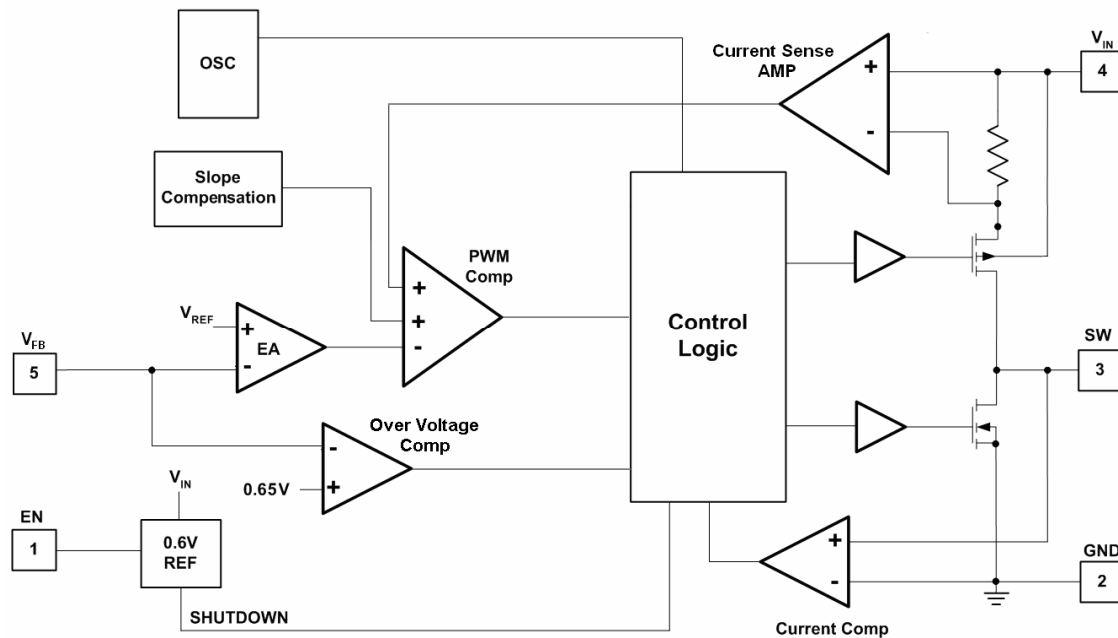 OSC
Current Sense
AMP
V_IN
4
+
-
Slope
Compensation
PWM
Comp
+
+
-
V_REF
+
-
EA
V_FB
5
Control
Logic
SW
3
Over Voltage
Comp
-
+
0.65V
V_IN
EN
1
0.6V
REF
+
-
GND
2
SHUTDOWN
Current Comp